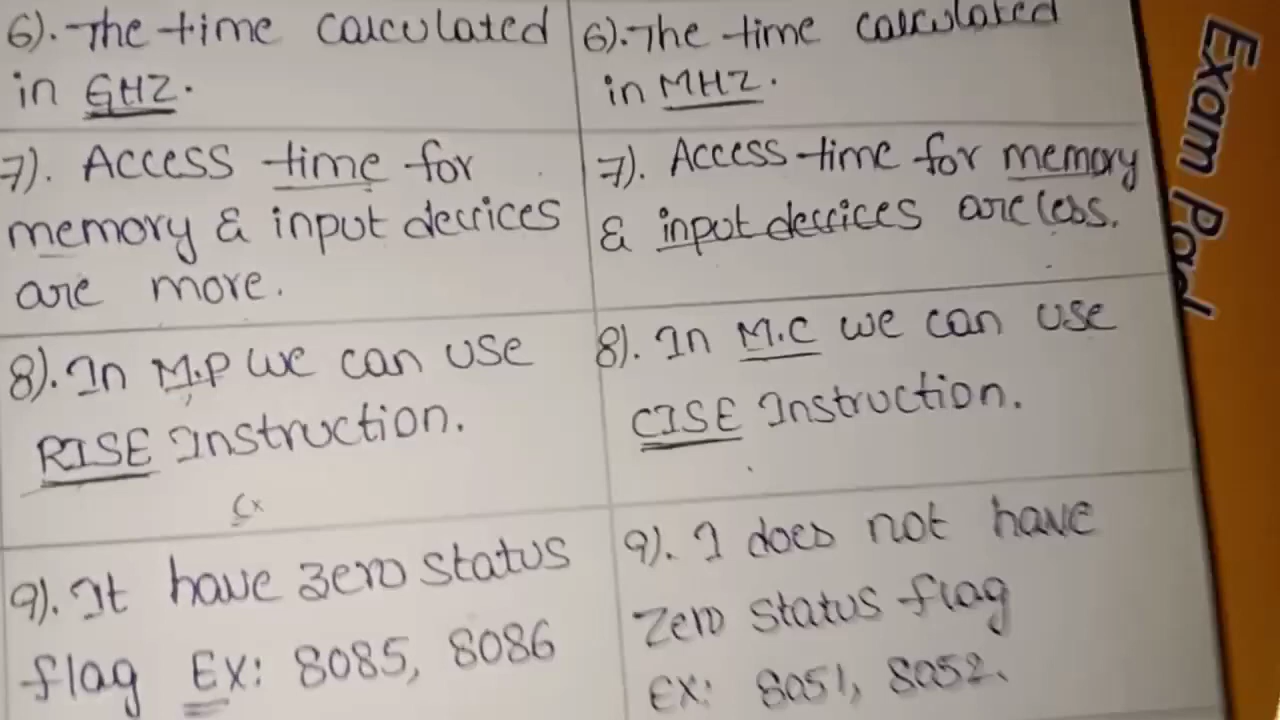 6). The time calculated
in GHZ.
7). Access time for
memory & input devices
are more.
8). In M.P we can use
RISE Instruction.
Ex
9). It have zero status
flag Ex: 8085, 8086
6). The time calculated
in MHZ.
7). Access time for memory
& input devices are less.
8). In M.C we can use
CISE Instruction.
9). I does not have
Zero status flag
EX: 8051, 8052.
Exam Pad